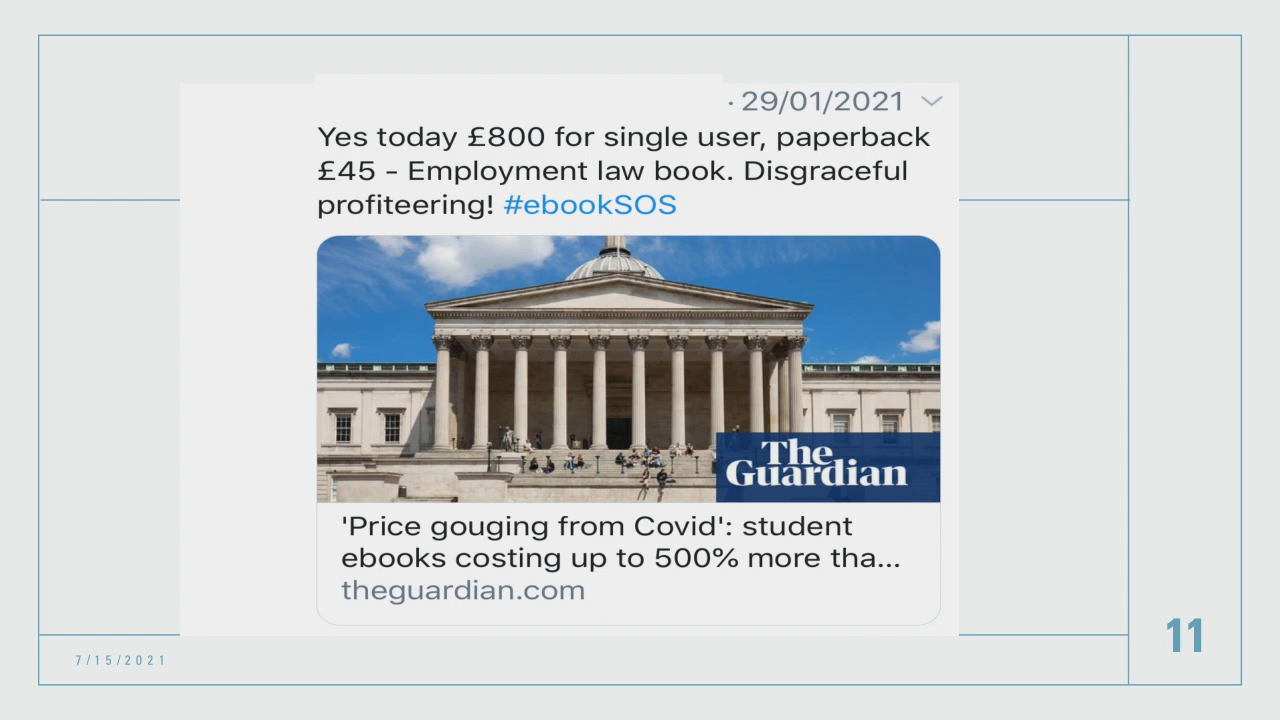 · 29/01/2021
Yes today £800 for single user, paperback
£45 - Employment law book. Disgraceful
profiteering! #ebookSOS
The
Guardian
'Price gouging from Covid': student
ebooks costing up to 500% more tha...
theguardian.com
11
7/15/2021